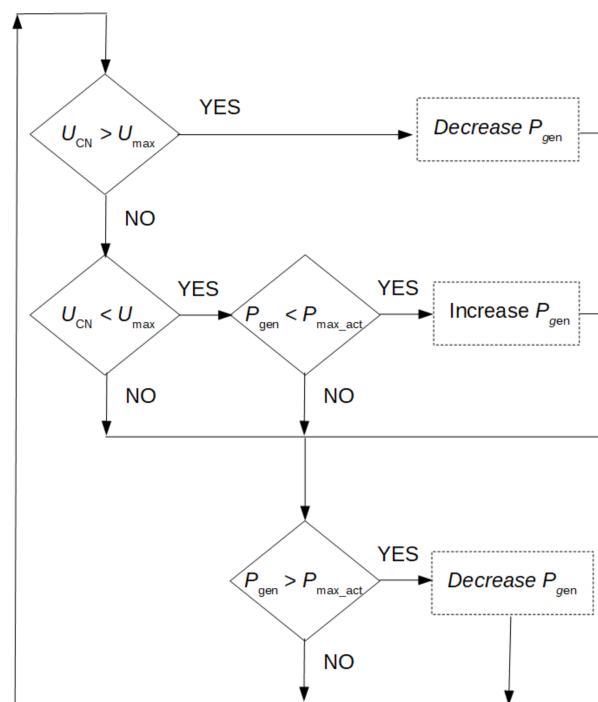 YES
U_CN > U_max
Decrease P_gen
NO
YES
YES
U_CN < U_max
P_gen < P_max_act
Increase P_gen
NO
NO
YES
P_gen > P_max_act
Decrease P_gen
NO